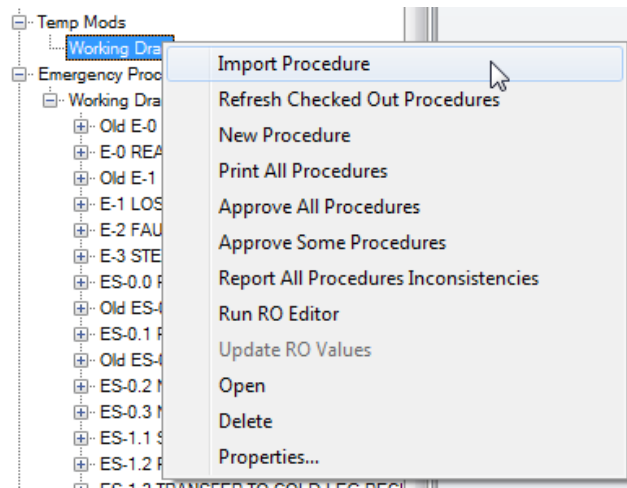 Temp Mods
Working Dra
Import Procedure
Emergency Proc
Refresh Checked Out Procedures
Working Dra
New Procedure
Old E-0
Print All Procedures
E-0 REA
Old E-1
Approve All Procedures
E-1 LOS
Approve Some Procedures
E-2 FAU
E-3 STE
Report All Procedures Inconsistencies
ES-0.0
Old ES-
Run RO Editor
ES-0.1
Update RO Values
Old ES-
ES-0.2
Open
ES-0.3
Delete
ES-1.1 S
Properties...
ES-1.2